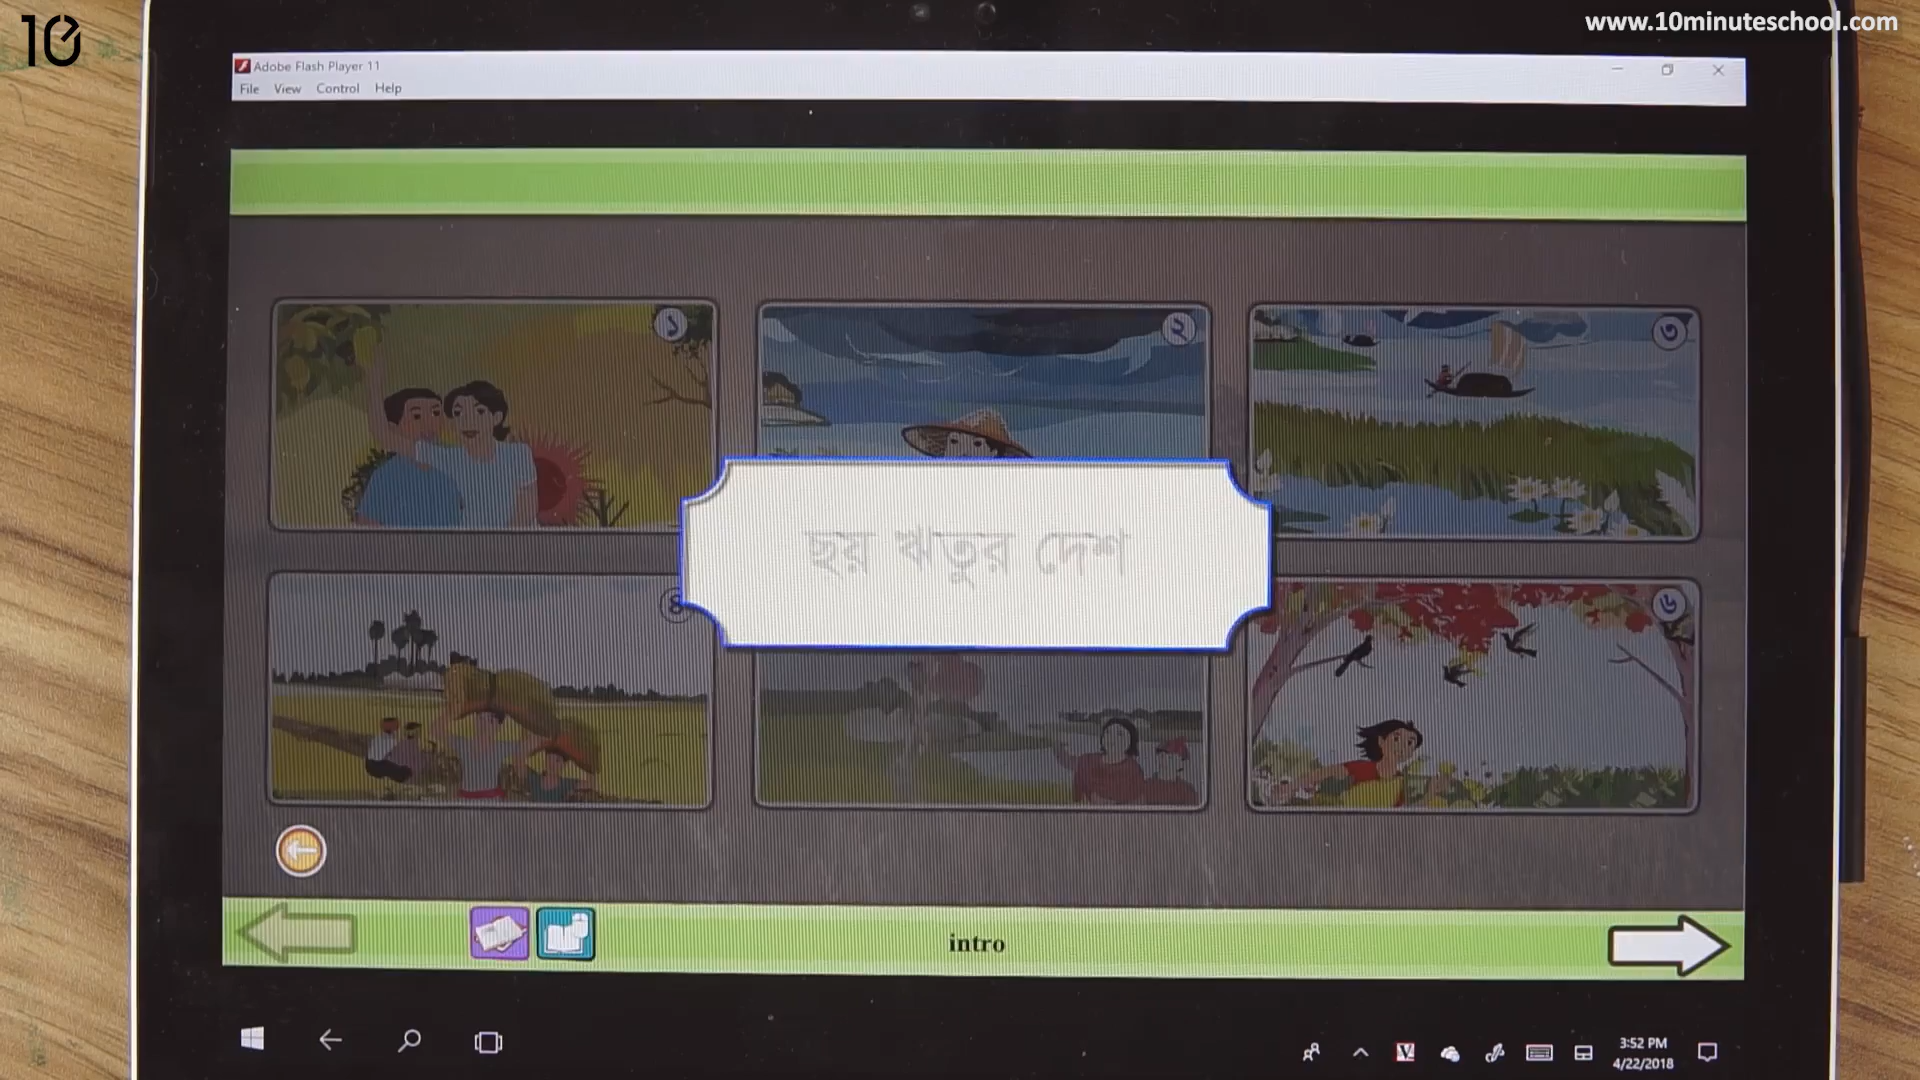 10
www.10minuteschool.com
Adobe Flash Player 11
File View Control Help
১
২
৩
ছয় ঋতুর দেশ
৪
৬
intro
3:52 PM
4/22/2018